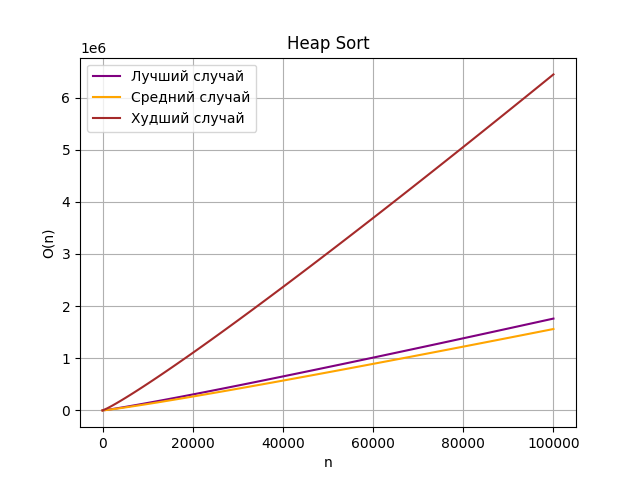 Heap Sort
1e6
Лучший случай
Средний случай
Худший случай
6
5
4
3
2
1
0
O(n)
0 20000 40000 60000 80000 100000
n